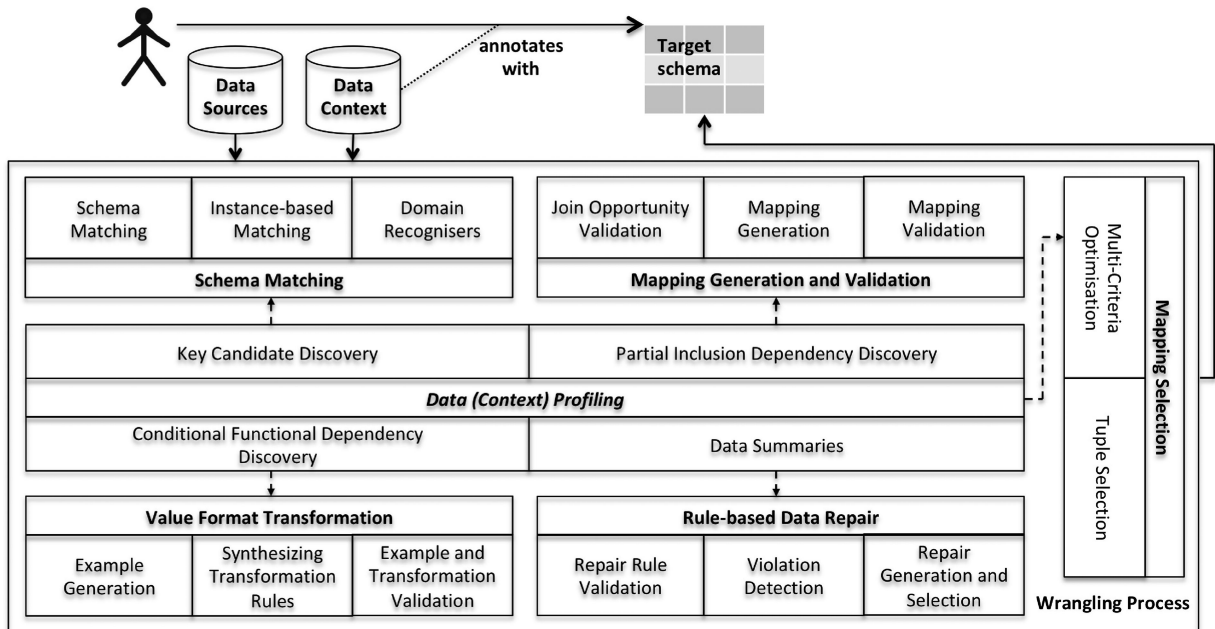 annotates
with
Target
schema
Data
Sources
Data
Context
Schema
Matching
Instance-based
Matching
Domain
Recognisers
Schema Matching
Join Opportunity
Validation
Mapping
Generation
Mapping
Validation
Mapping Generation and Validation
Key Candidate Discovery
Partial Inclusion Dependency Discovery
Data (Context) Profiling
Conditional Functional Dependency
Discovery
Data Summaries
Value Format Transformation
Example
Generation
Synthesizing
Transformation
Rules
Example and
Transformation
Validation
Rule-based Data Repair
Repair Rule
Validation
Violation
Detection
Repair
Generation and
Selection
Multi-Criteria
Optimisation
Tuple Selection
Mapping Selection
Wrangling Process